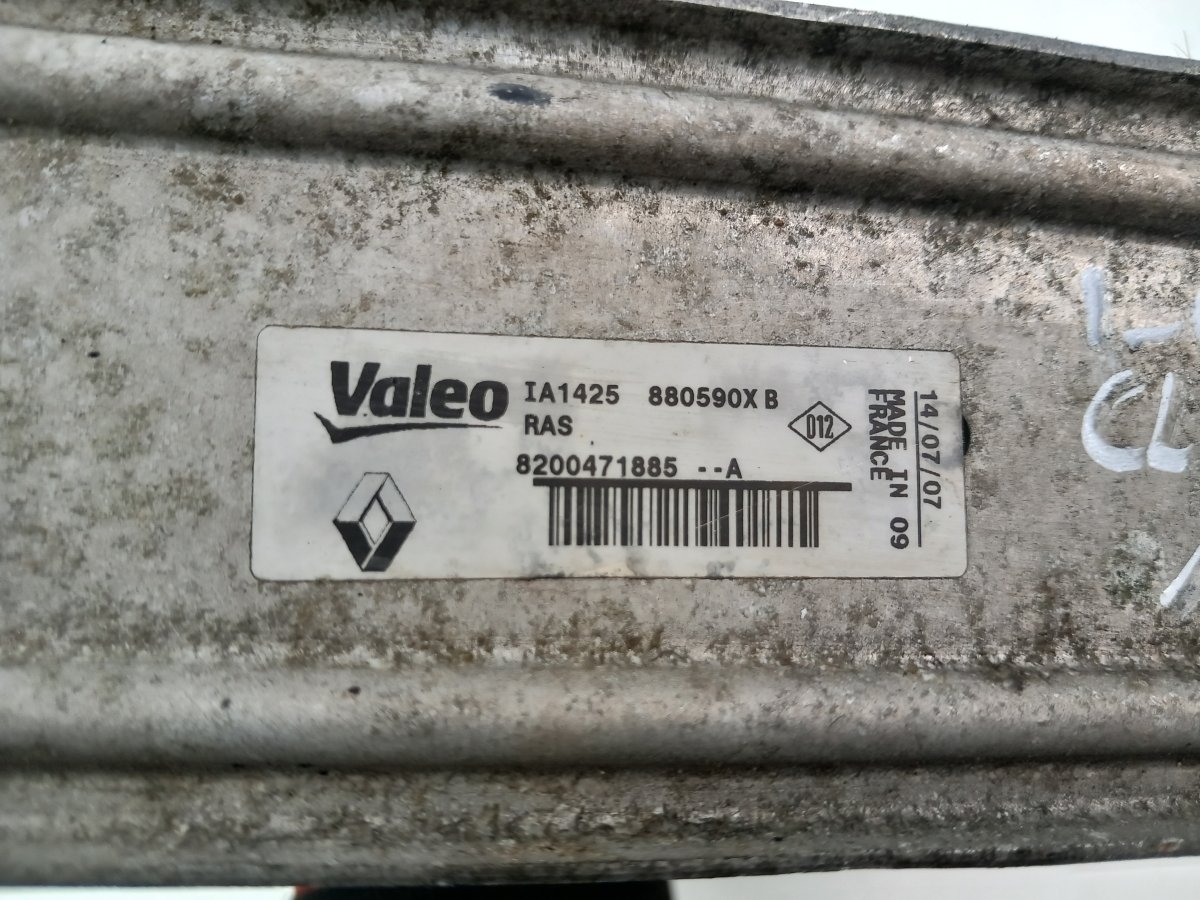 Valeo IA1425 880590X B
RAS
D12
8200471885 --A
14/07/07
MADE IN 09
FRANCE